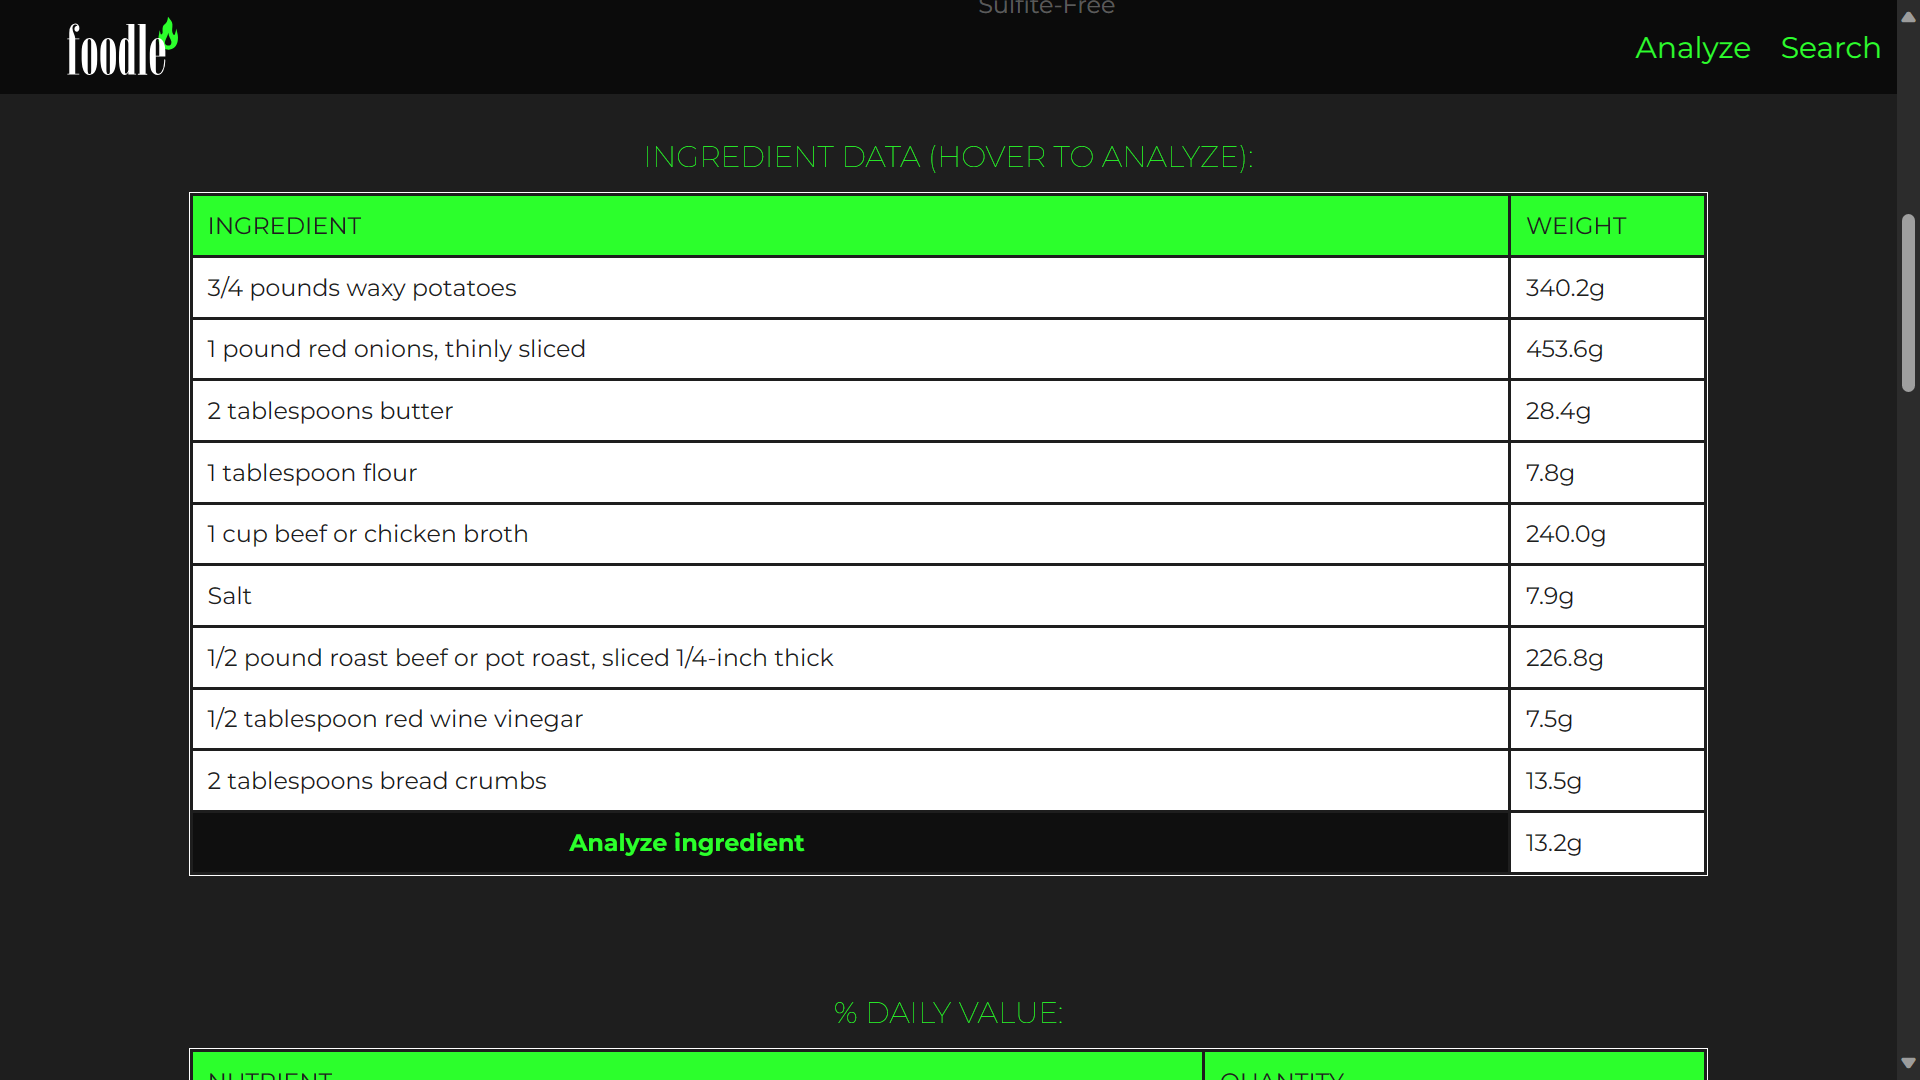 Sulfite-Free
foodle
Analyze Search
INGREDIENT DATA (HOVER TO ANALYZE):
INGREDIENT WEIGHT
3/4 pounds waxy potatoes 340.2g
1 pound red onions, thinly sliced 453.6g
2 tablespoons butter 28.4g
1 tablespoon flour 7.8g
1 cup beef or chicken broth 240.0g
Salt 7.9g
1/2 pound roast beef or pot roast, sliced 1/4-inch thick 226.8g
1/2 tablespoon red wine vinegar 7.5g
2 tablespoons bread crumbs 13.5g
Analyze ingredient 13.2g
% DAILY VALUE:
NUTRIENT QUANTITY